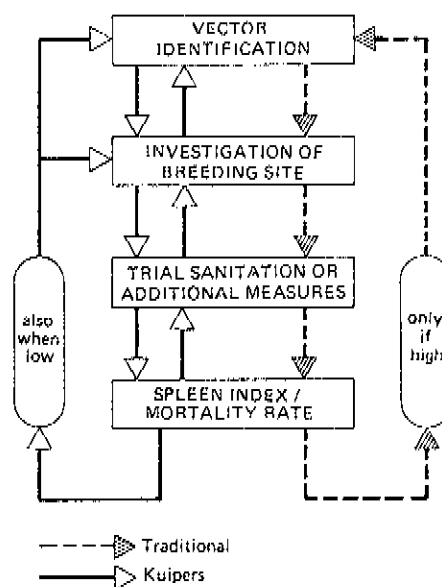 VECTOR
IDENTIFICATION
INVESTIGATION OF
BREEDING SITE
TRIAL SANITATION OR
ADDITIONAL MEASURES
also
when
low
only
if
high
SPLEEN INDEX /
MORTALITY RATE
Traditional
Kuipers